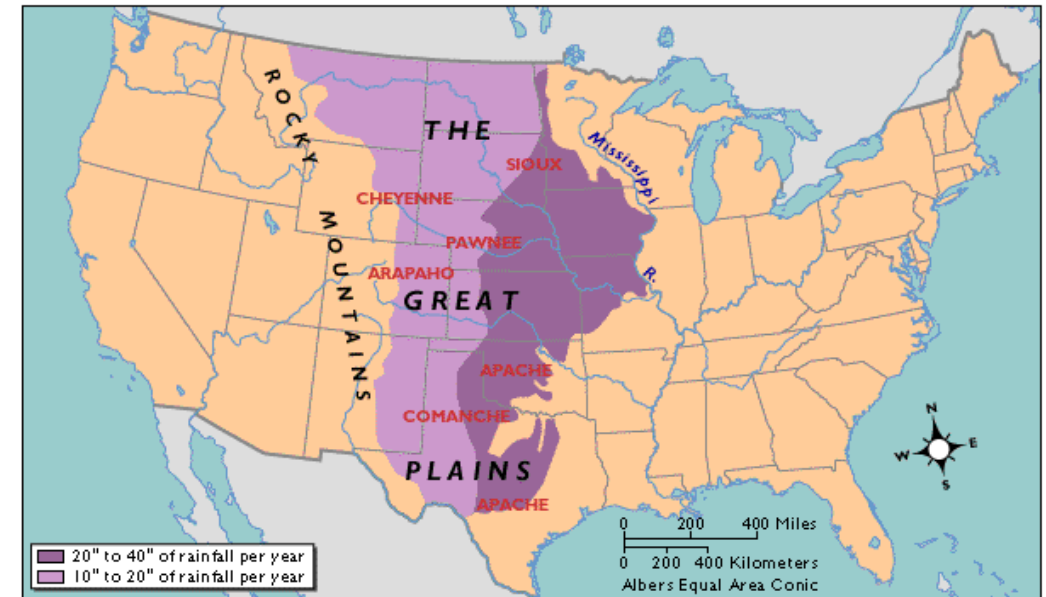 ROCKY
MOUNTAINS
THE
GREAT
PLAINS
SIOUX
CHEYENNE
PAWNEE
ARAPAHO
APACHE
COMANCHE
APACHE
Mississippi
R.
N
W
E
S
0 200 400 Miles
0 200 400 Kilometers
Albers Equal Area Conic
20" to 40" of rainfall per year
10" to 20" of rainfall per year